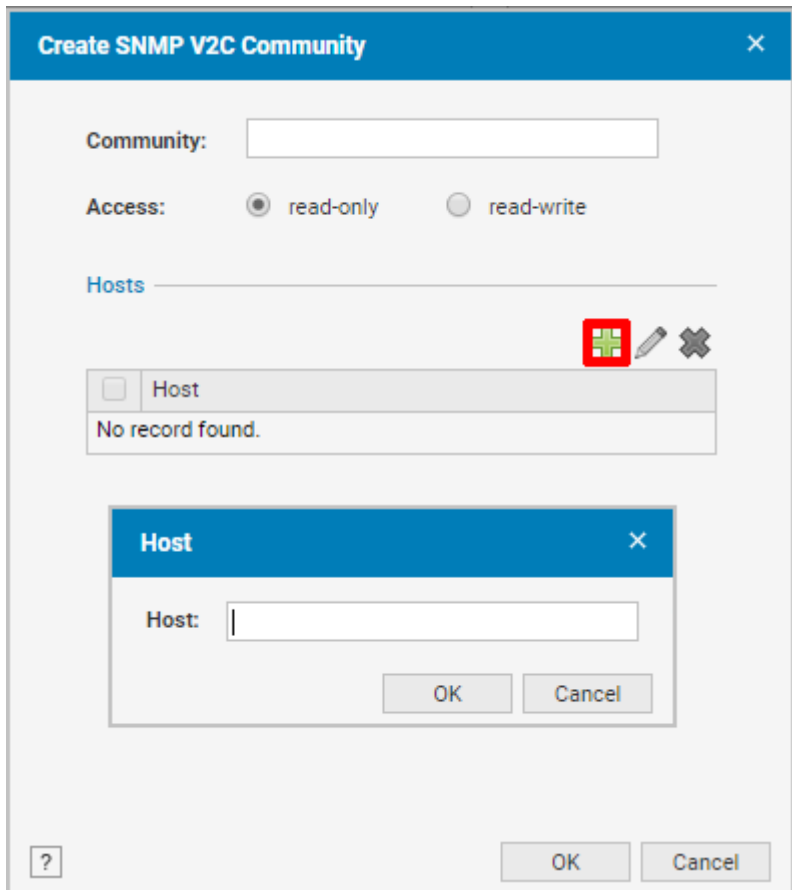 Create SNMP V2C Community ×
Community:
Access: read-only read-write
Hosts
Host
No record found.
Host ×
Host:
OK Cancel
? OK Cancel